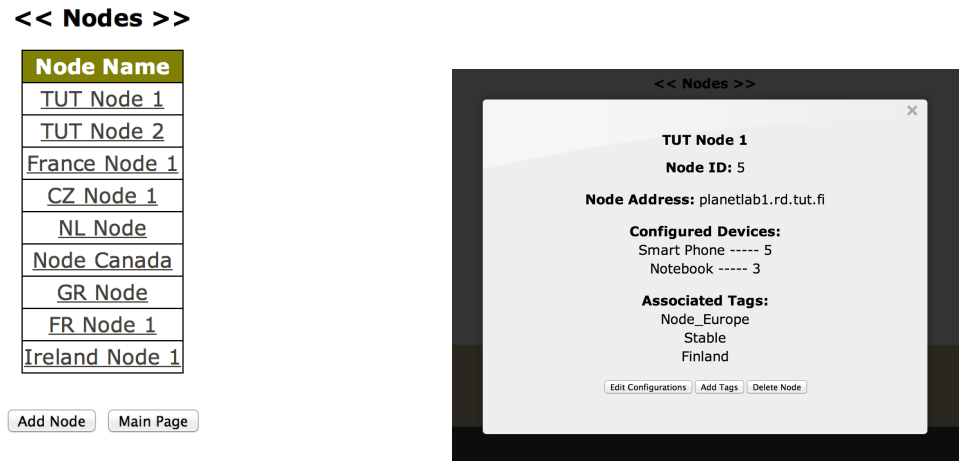 << Nodes >>
Node Name
TUT Node 1
TUT Node 2
France Node 1
CZ Node 1
NL Node
Node Canada
GR Node
FR Node 1
Ireland Node 1
Add Node Main Page
<< Nodes >>
×
TUT Node 1
Node ID: 5
Node Address: planetlab1.rd.tut.fi
Configured Devices:
Smart Phone ----- 5
Notebook ----- 3
Associated Tags:
Node_Europe
Stable
Finland
Edit Configurations Add Tags Delete Node